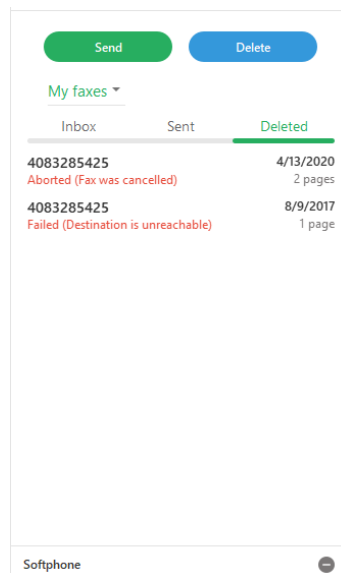 Send Delete
My faxes
Inbox Sent Deleted
4083285425 4/13/2020
Aborted (Fax was cancelled) 2 pages
4083285425 8/9/2017
Failed (Destination is unreachable) 1 page
Softphone